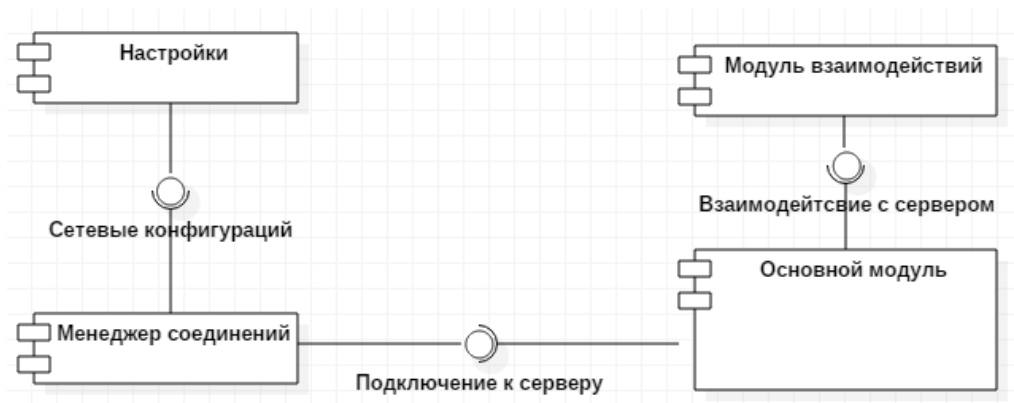 Настройки
Модуль взаимодействий
Взаимодейтсвие с сервером
Сетевые конфигураций
Основной модуль
Менеджер соединений
Подключение к серверу